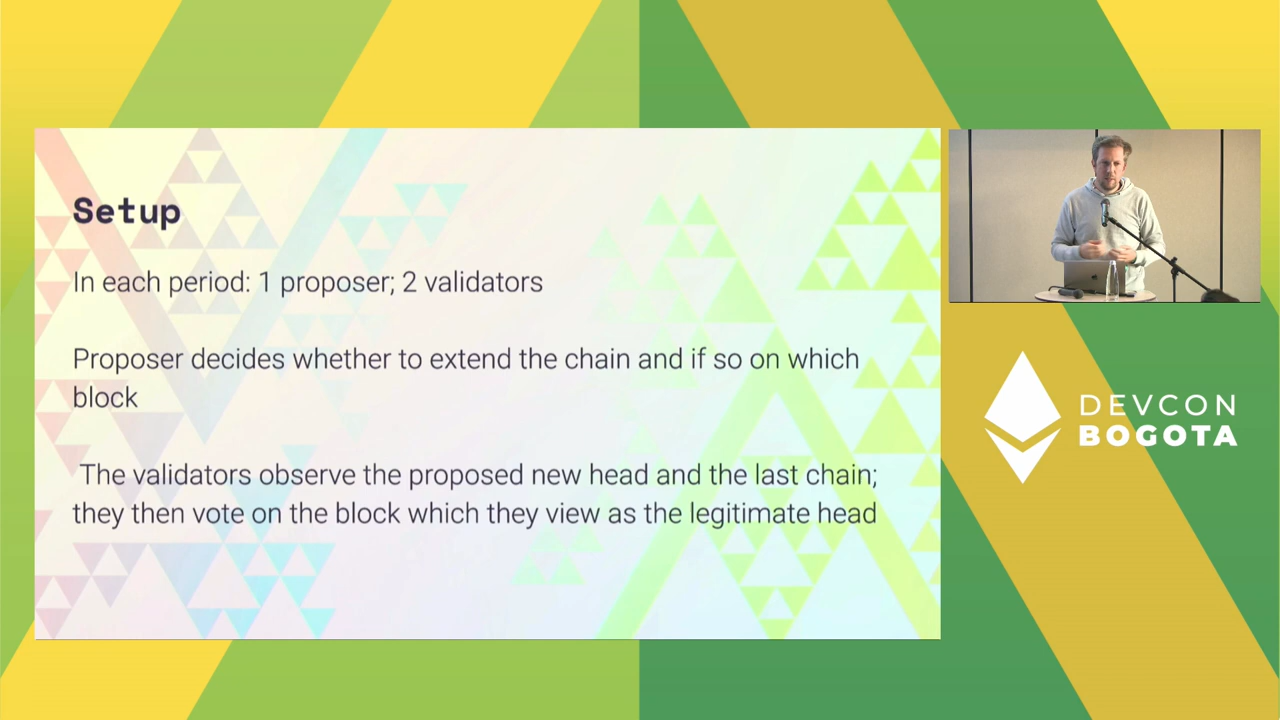 Setup
In each period: 1 proposer; 2 validators
Proposer decides whether to extend the chain and if so on which
block
The validators observe the proposed new head and the last chain;
they then vote on the block which they view as the legitimate head
DEVCON
BOGOTA